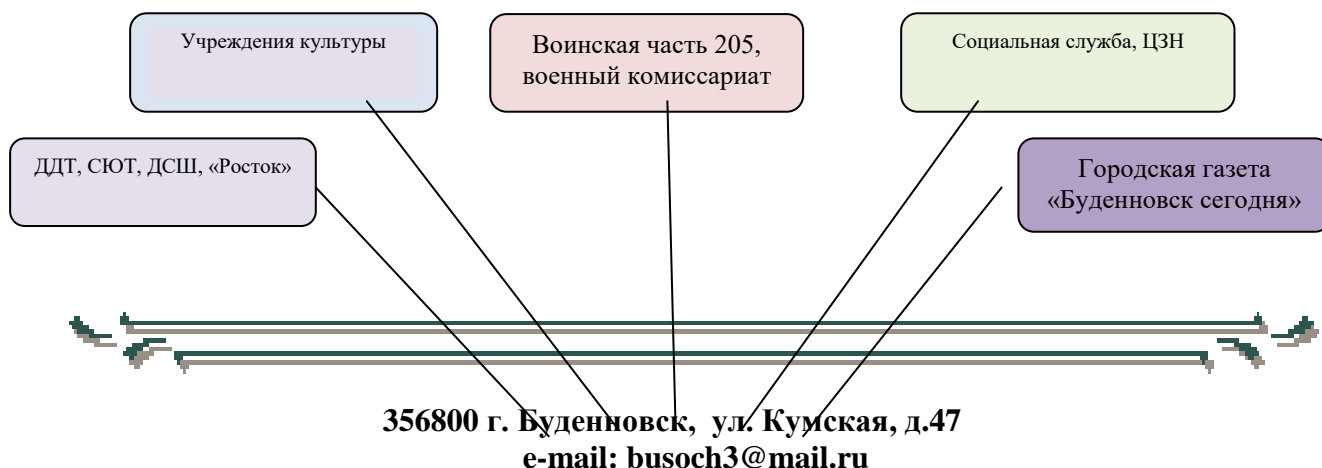 Учреждения культуры
Воинская часть 205,
военный комиссариат
Социальная служба, ЦЗН
ДДТ, СЮТ, ДСШ, «Росток»
Городская газета
«Буденновск сегодня»
356800 г. Буденновск, ул. Кумская, д.47
e-mail: busoch3@mail.ru